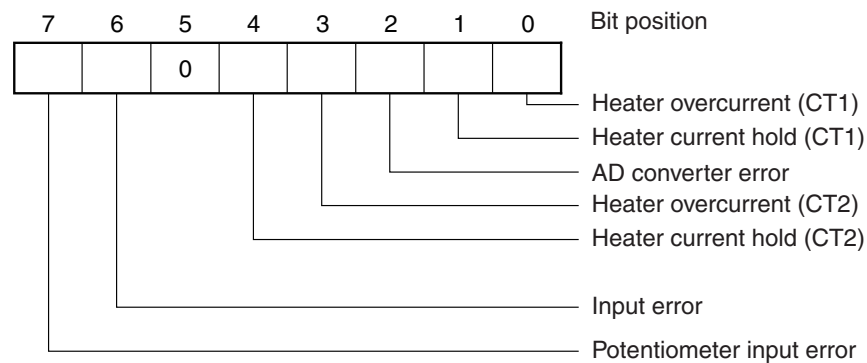 7 6 5 4 3 2 1 0 Bit position
0
Heater overcurrent (CT1)
Heater current hold (CT1)
AD converter error
Heater overcurrent (CT2)
Heater current hold (CT2)
Input error
Potentiometer input error